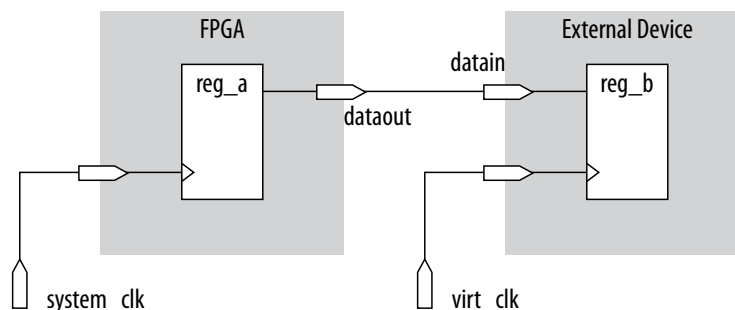 FPGA
External Device
datain
reg_a
reg_b
dataout
system_clk
virt_clk